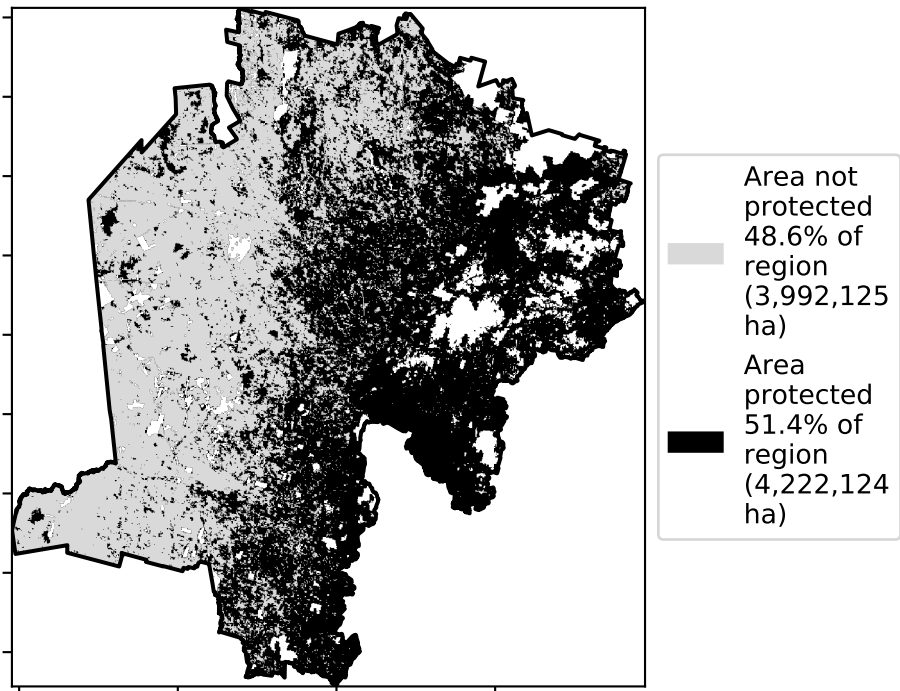 Area not
protected
48.6% of
region
(3,992,125
ha)
Area
protected
51.4% of
region
(4,222,124
ha)